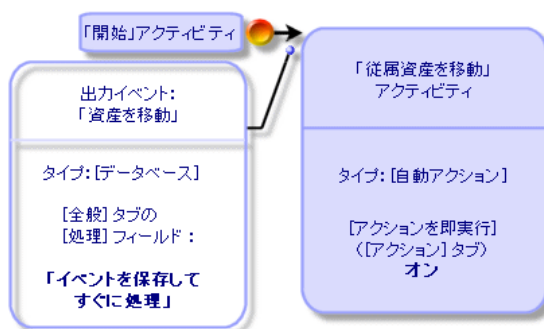 「開始」アクティビティ
出力イベント:
「資産を移動」
タイプ:[データベース]
[全般]タブの
[処理]フィールド:
「イベントを保存して
すぐに処理」
「従属資産を移動」
アクティビティ
タイプ:[自動アクション]
[アクションを即実行]
([アクション]タブ)
オン